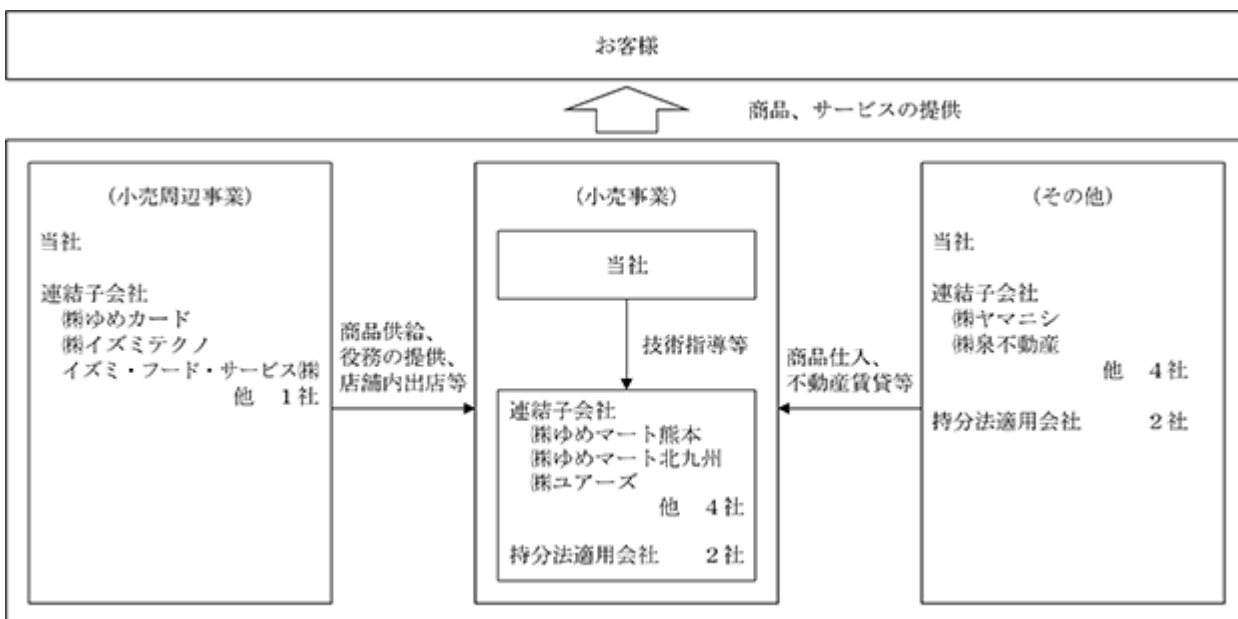 お客様
商品、サービスの提供
(小売周辺事業)
当社
連結子会社
㈱ゆめカード
㈱イズミテクノ
イズミ・フード・サービス㈱
他 1社
商品供給、
役務の提供、
店舗内出店等
(小売事業)
当社
技術指導等
連結子会社
㈱ゆめマート熊本
㈱ゆめマート北九州
㈱ユアーズ
他 4社
持分法適用会社 2社
商品仕入、
不動産賃貸等
(その他)
当社
連結子会社
㈱ヤマニシ
㈱泉不動産
他 4社
持分法適用会社 2社